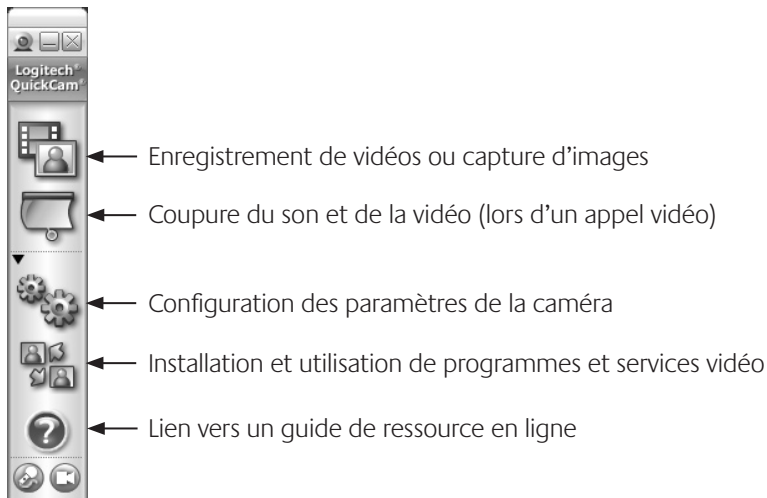 Logitech®
QuickCam®
Enregistrement de vidéos ou capture d'images
Coupure du son et de la vidéo (lors d'un appel vidéo)
Configuration des paramètres de la caméra
Installation et utilisation de programmes et services vidéo
?
Lien vers un guide de ressource en ligne